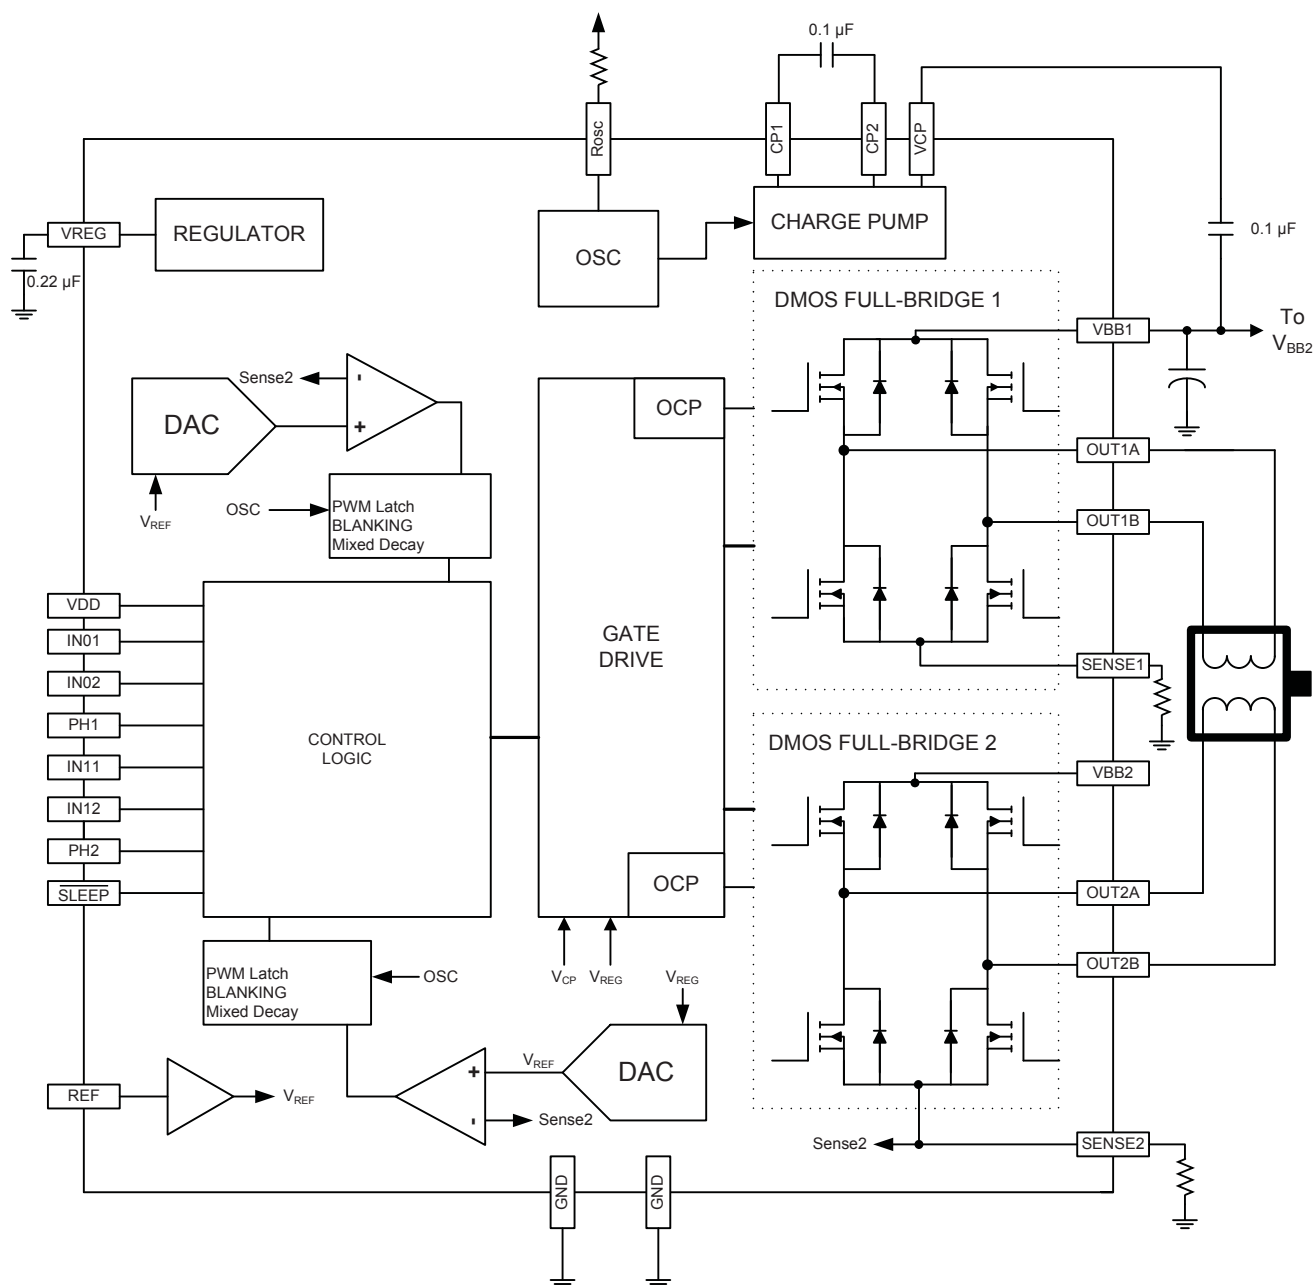 0.1 µF
Rosc
CP1
CP2
VCP
VREG
REGULATOR
OSC
CHARGE PUMP
0.1 µF
0.22 µF
DMOS FULL-BRIDGE 1
VBB1
To
VBB2
Sense2
-
+
DAC
OCP
OUT1A
VREF
OSC
PWM Latch
BLANKING
Mixed Decay
OUT1B
VDD
IN01
IN02
PH1
IN11
IN12
PH2
SLEEP
CONTROL
LOGIC
GATE
DRIVE
SENSE1
DMOS FULL-BRIDGE 2
VBB2
OCP
OUT2A
OUT2B
PWM Latch
BLANKING
Mixed Decay
OSC
VCP
VREG
VREG
REF
VREF
+
-
VREF
DAC
Sense2
Sense2
SENSE2
GND
GND